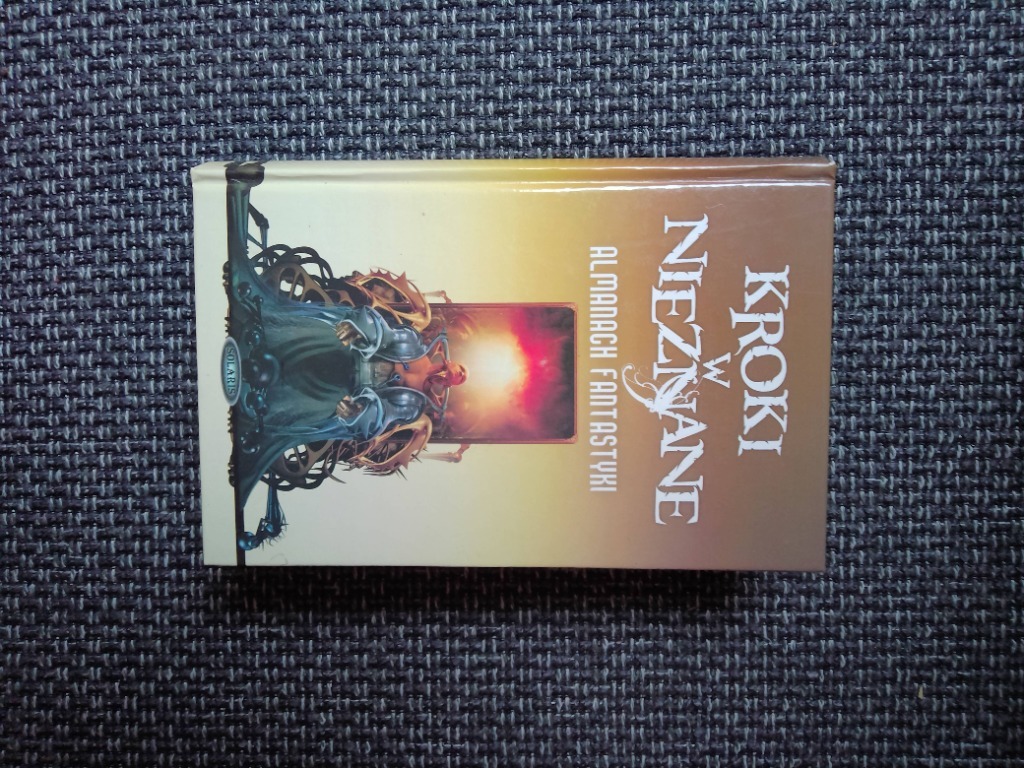 KROKI
W
NIEZNANE
ALMANACH FANTASTYKI
SOLARIS